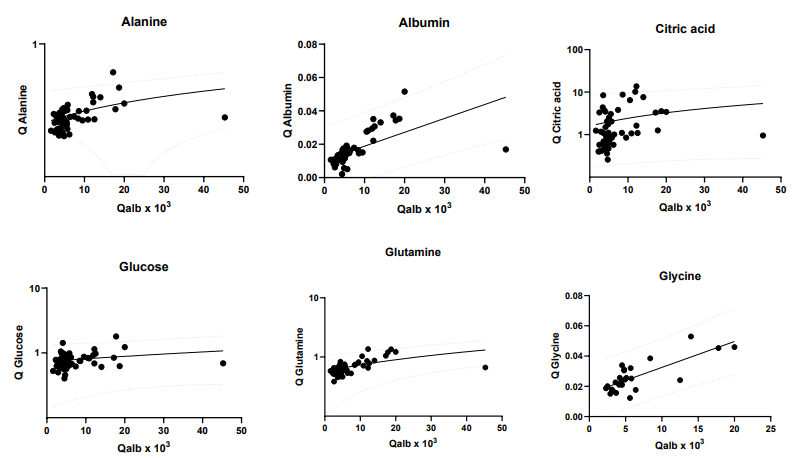 Alanine
1
Q Alanine
0 10 20 30 40 50
Qalb x 10³
Albumin
0.08
0.06
0.04
0.02
0.00
Q Albumin
0 10 20 30 40 50
Qalb x 10³
Citric acid
100
10
1
Q Citric acid
0 10 20 30 40 50
Qalb x 10³
Glucose
10
1
Q Glucose
0 10 20 30 40 50
Qalb x 10³
Glutamine
10
1
Q Glutamine
0 10 20 30 40 50
Qalb x 10³
Glycine
0.08
0.06
0.04
0.02
0.00
Q Glycine
0 5 10 15 20 25
Qalb x 10³